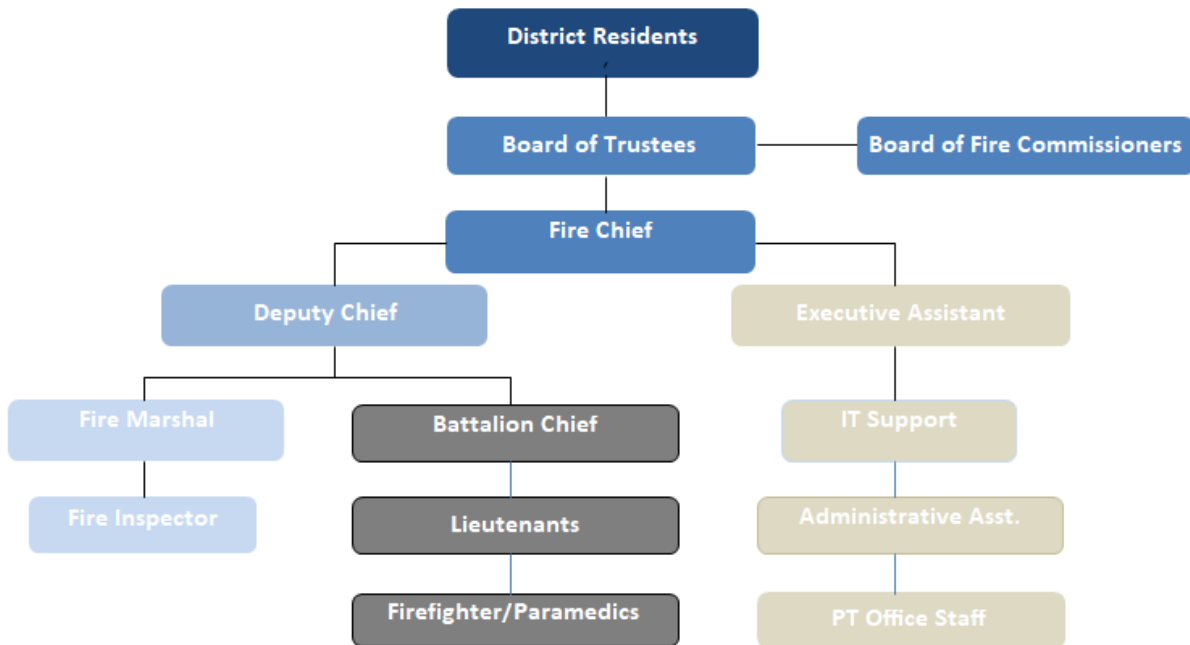 District Residents
Board of Trustees
Board of Fire Commissioners
Fire Chief
Deputy Chief
Executive Assistant
Fire Marshal
Battalion Chief
IT Support
Fire Inspector
Lieutenants
Administrative Asst.
Firefighter/Paramedics
PT Office Staff